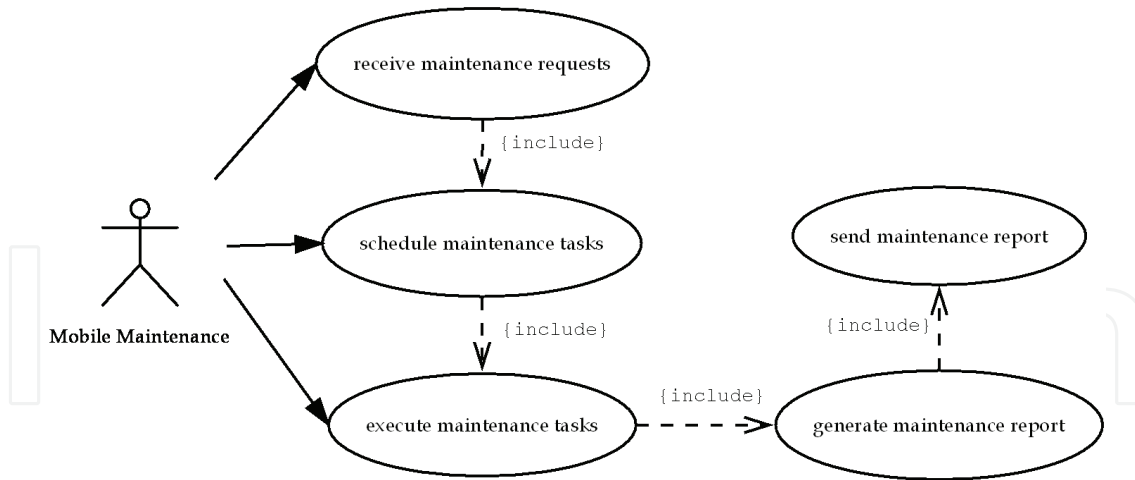 receive maintenance requests
{include}
schedule maintenance tasks
send maintenance report
Mobile Maintenance
{include}
{include}
execute maintenance tasks
{include}
generate maintenance report